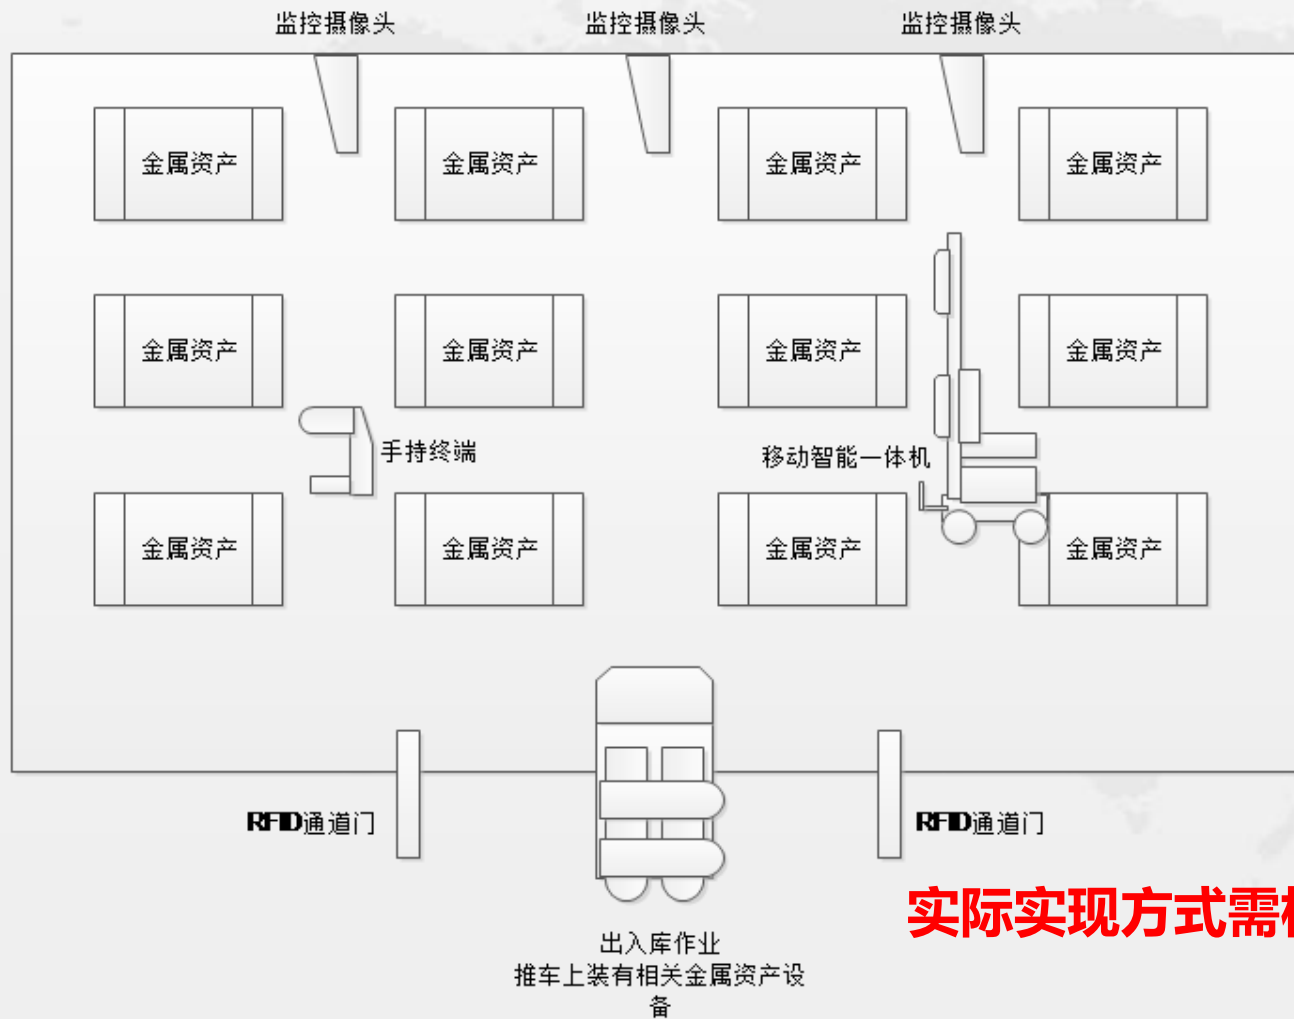 监控摄像头 监控摄像头 监控摄像头
金属资产 金属资产 金属资产 金属资产
金属资产 金属资产 金属资产 金属资产
手持终端 移动智能一体机
金属资产 金属资产 金属资产 金属资产
RFID通道门 RFID通道门
实际实现方式需
出入库作业
推车上装有相关金属资产设
备